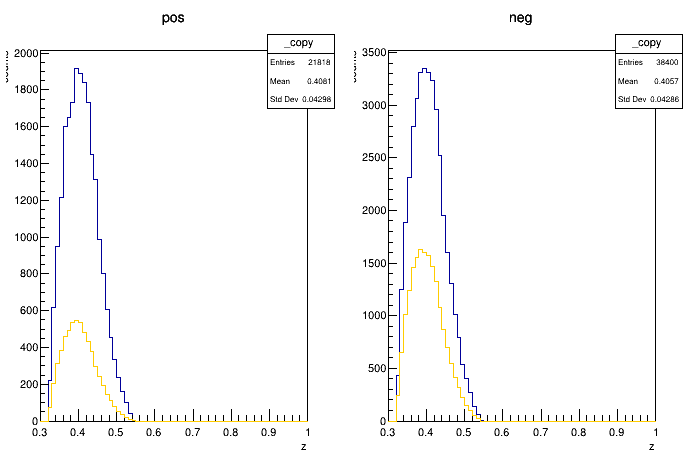 pos
_copy
Entries 21818
Mean 0.4081
Std Dev 0.04298
2000
1800
1600
1400
1200
1000
800
600
400
200
0
0.3 0.4 0.5 0.6 0.7 0.8 0.9 1
z
neg
_copy
Entries 38400
Mean 0.4057
Std Dev 0.04286
3500
3000
2500
2000
1500
1000
500
0
0.3 0.4 0.5 0.6 0.7 0.8 0.9 1
z